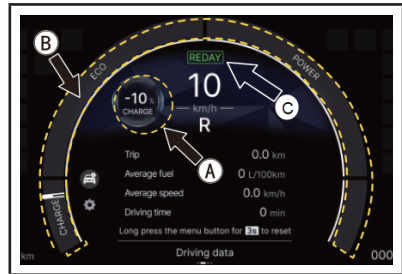 B
ECO
POWER
REDAY
10
km/h
R
-10 %
CHARGE
C
A
Trip 0.0 km
Average fuel 0 L/100km
Average speed 0.0 km/h
Driving time 0 min
Long press the menu button for 3s to reset
CHARGE
Driving data
km
000